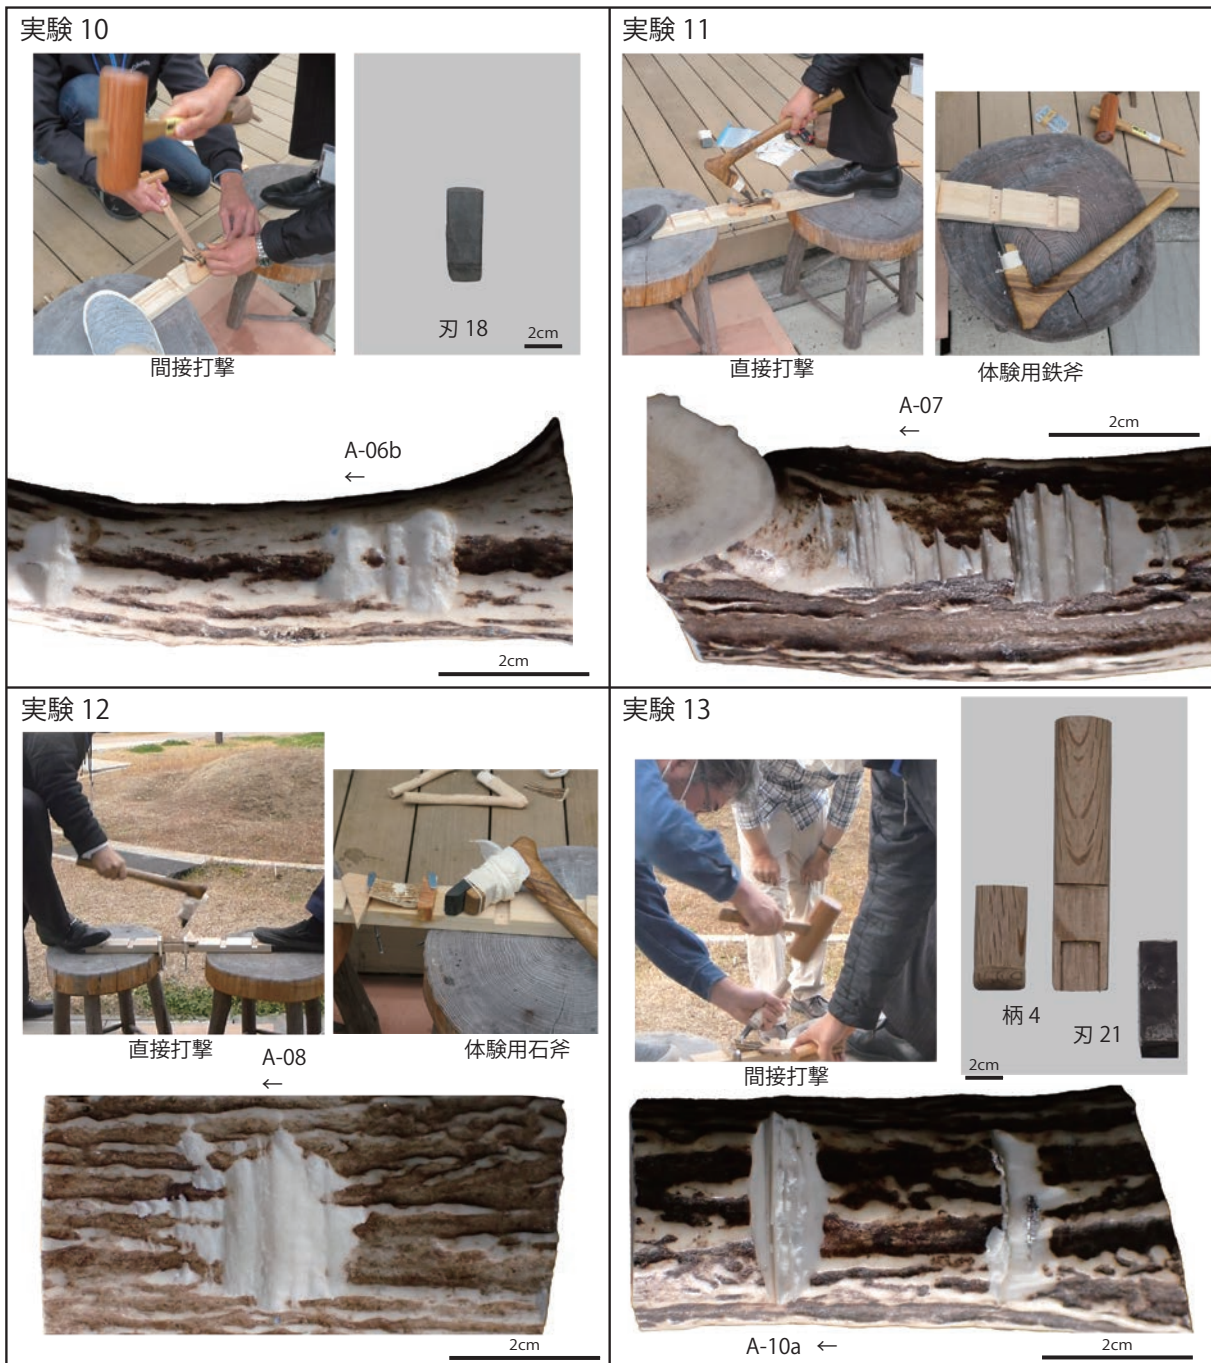 実験 10
刃 18
2cm
間接打撃
A-06b
←
2cm
実験 11
直接打撃
体験用鉄斧
A-07
←
2cm
実験 12
直接打撃
体験用石斧
A-08
←
2cm
実験 13
間接打撃
柄 4
刃 21
2cm
A-10a ←
2cm